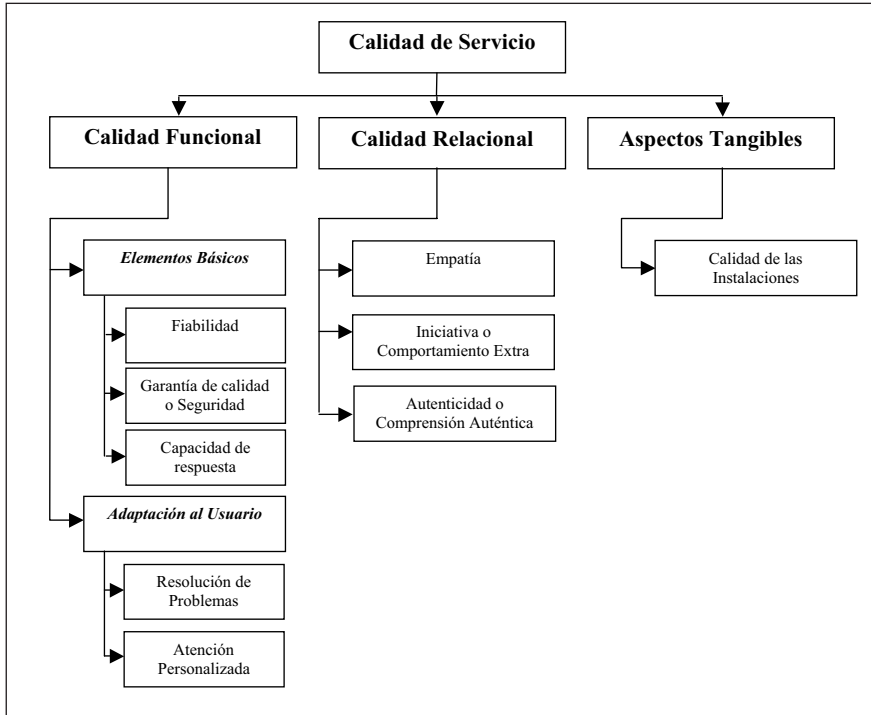 Calidad de Servicio
Calidad Funcional
Elementos Básicos
Fiabilidad
Garantía de calidad
o Seguridad
Capacidad de
respuesta
Adaptación al Usuario
Resolución de
Problemas
Atención
Personalizada
Calidad Relacional
Empatía
Iniciativa o
Comportamiento Extra
Autenticidad o
Comprensión Auténtica
Aspectos Tangibles
Calidad de las
Instalaciones